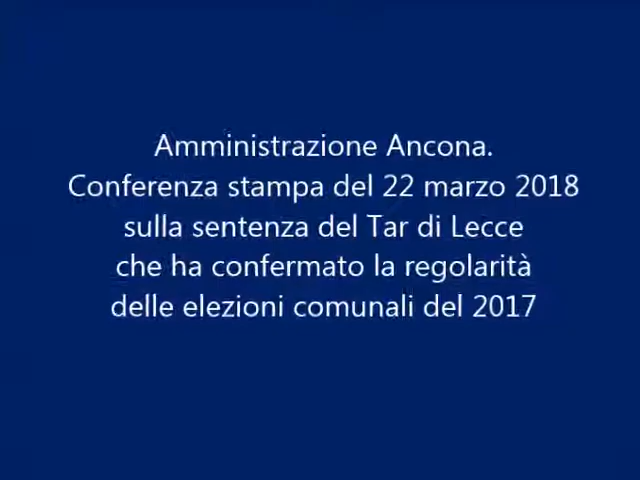 Amministrazione Ancona.
Conferenza stampa del 22 marzo 2018
sulla sentenza del Tar di Lecce
che ha confermato la regolarità
delle elezioni comunali del 2017